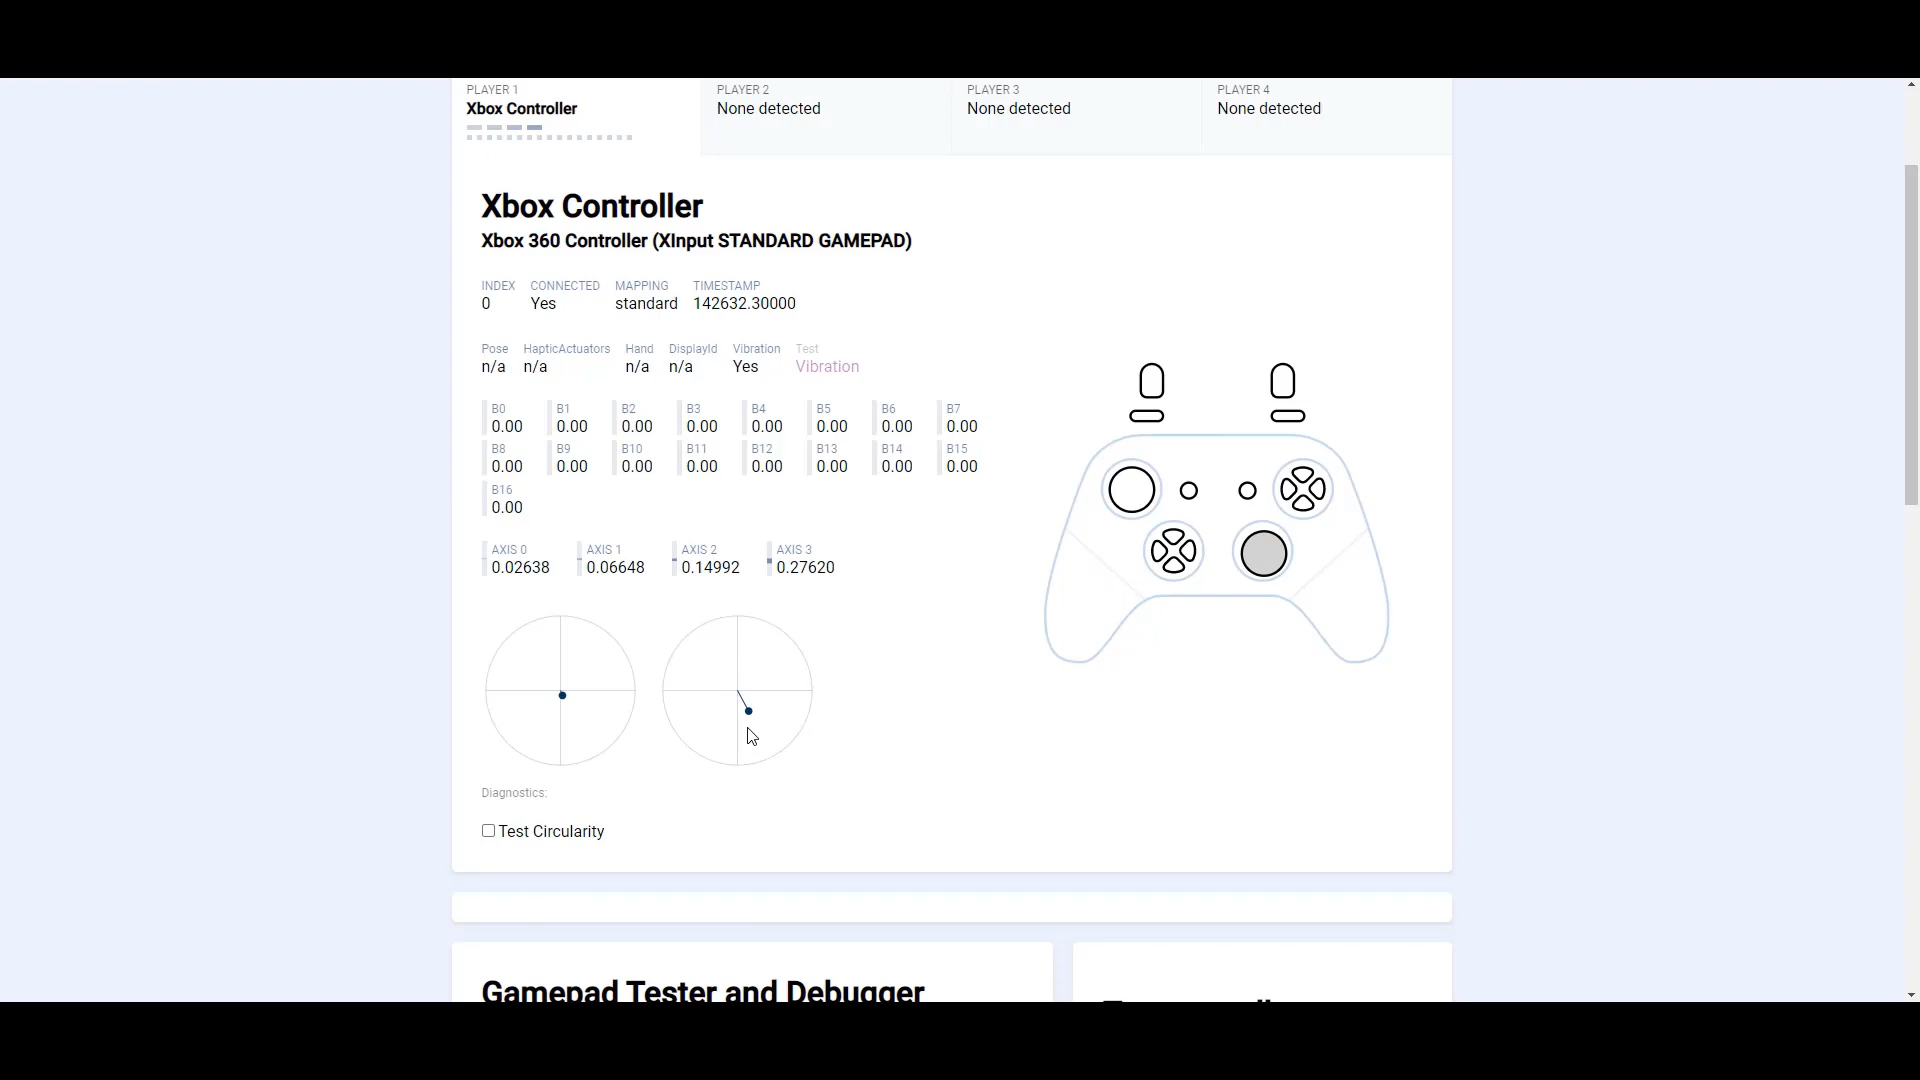 PLAYER 1 PLAYER 2 PLAYER 3 PLAYER 4
Xbox Controller None detected None detected None detected
Xbox Controller
Xbox 360 Controller (XInput STANDARD GAMEPAD)
INDEX CONNECTED MAPPING TIMESTAMP
0 Yes standard 142632.30000
Pose HapticActuators Hand DisplayId Vibration Test
n/a n/a n/a n/a Yes Vibration
B0 B1 B2 B3 B4 B5 B6 B7
0.00 0.00 0.00 0.00 0.00 0.00 0.00 0.00
B8 B9 B10 B11 B12 B13 B14 B15
0.00 0.00 0.00 0.00 0.00 0.00 0.00 0.00
B16
0.00
AXIS 0 AXIS 1 AXIS 2 AXIS 3
0.02638 0.06648 0.14992 0.27620
Diagnostics:
Test Circularity
Gamepad Tester and Debugger